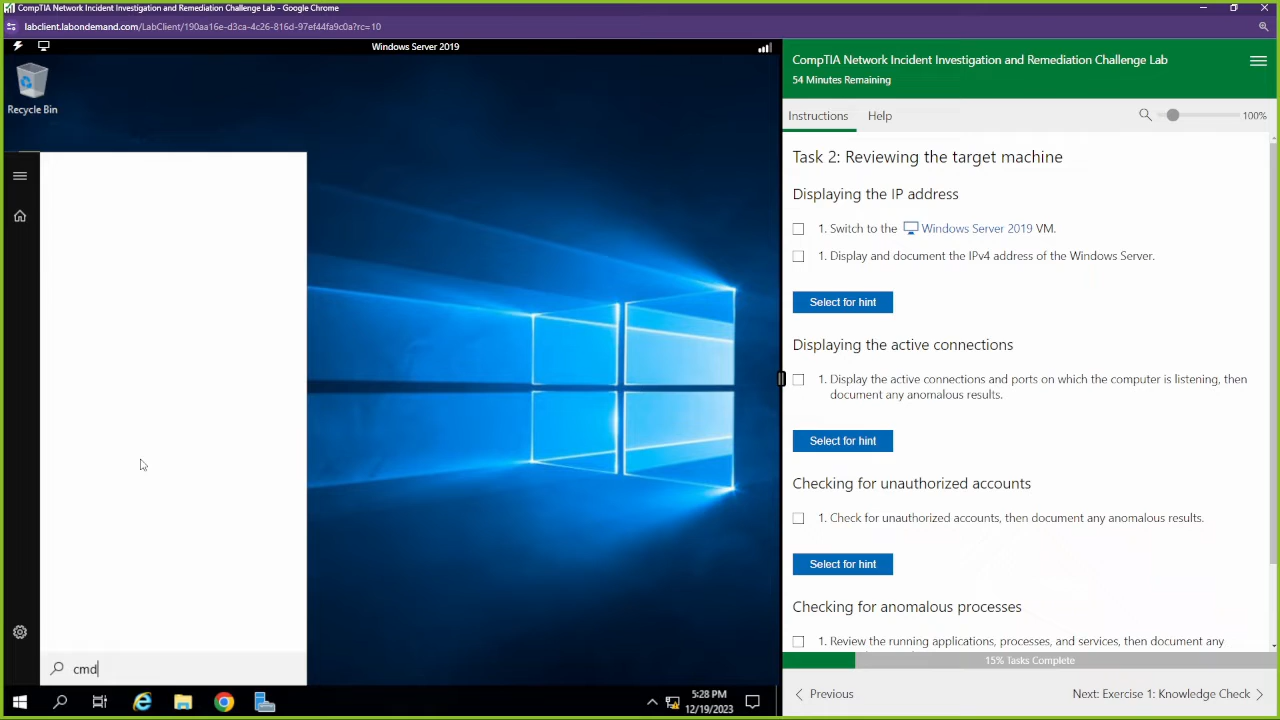 CompTIA Network Incident Investigation and Remediation Challenge Lab - Google Chrome
labclient.labondemand.com/LabClient/190aa16e-d3ca-4c26-816d-97ef44fa9c0a?rc=10
Windows Server 2019
Recycle Bin
cmd
5:28 PM
12/19/2023
CompTIA Network Incident Investigation and Remediation Challenge Lab
54 Minutes Remaining
Instructions Help 100%
Task 2: Reviewing the target machine
Displaying the IP address
1. Switch to the Windows Server 2019 VM.
1. Display and document the IPv4 address of the Windows Server.
Select for hint
Displaying the active connections
1. Display the active connections and ports on which the computer is listening, then
document any anomalous results.
Select for hint
Checking for unauthorized accounts
1. Check for unauthorized accounts, then document any anomalous results.
Select for hint
Checking for anomalous processes
1. Review the running applications, processes, and services, then document any
15% Tasks Complete
Previous Next: Exercise 1: Knowledge Check